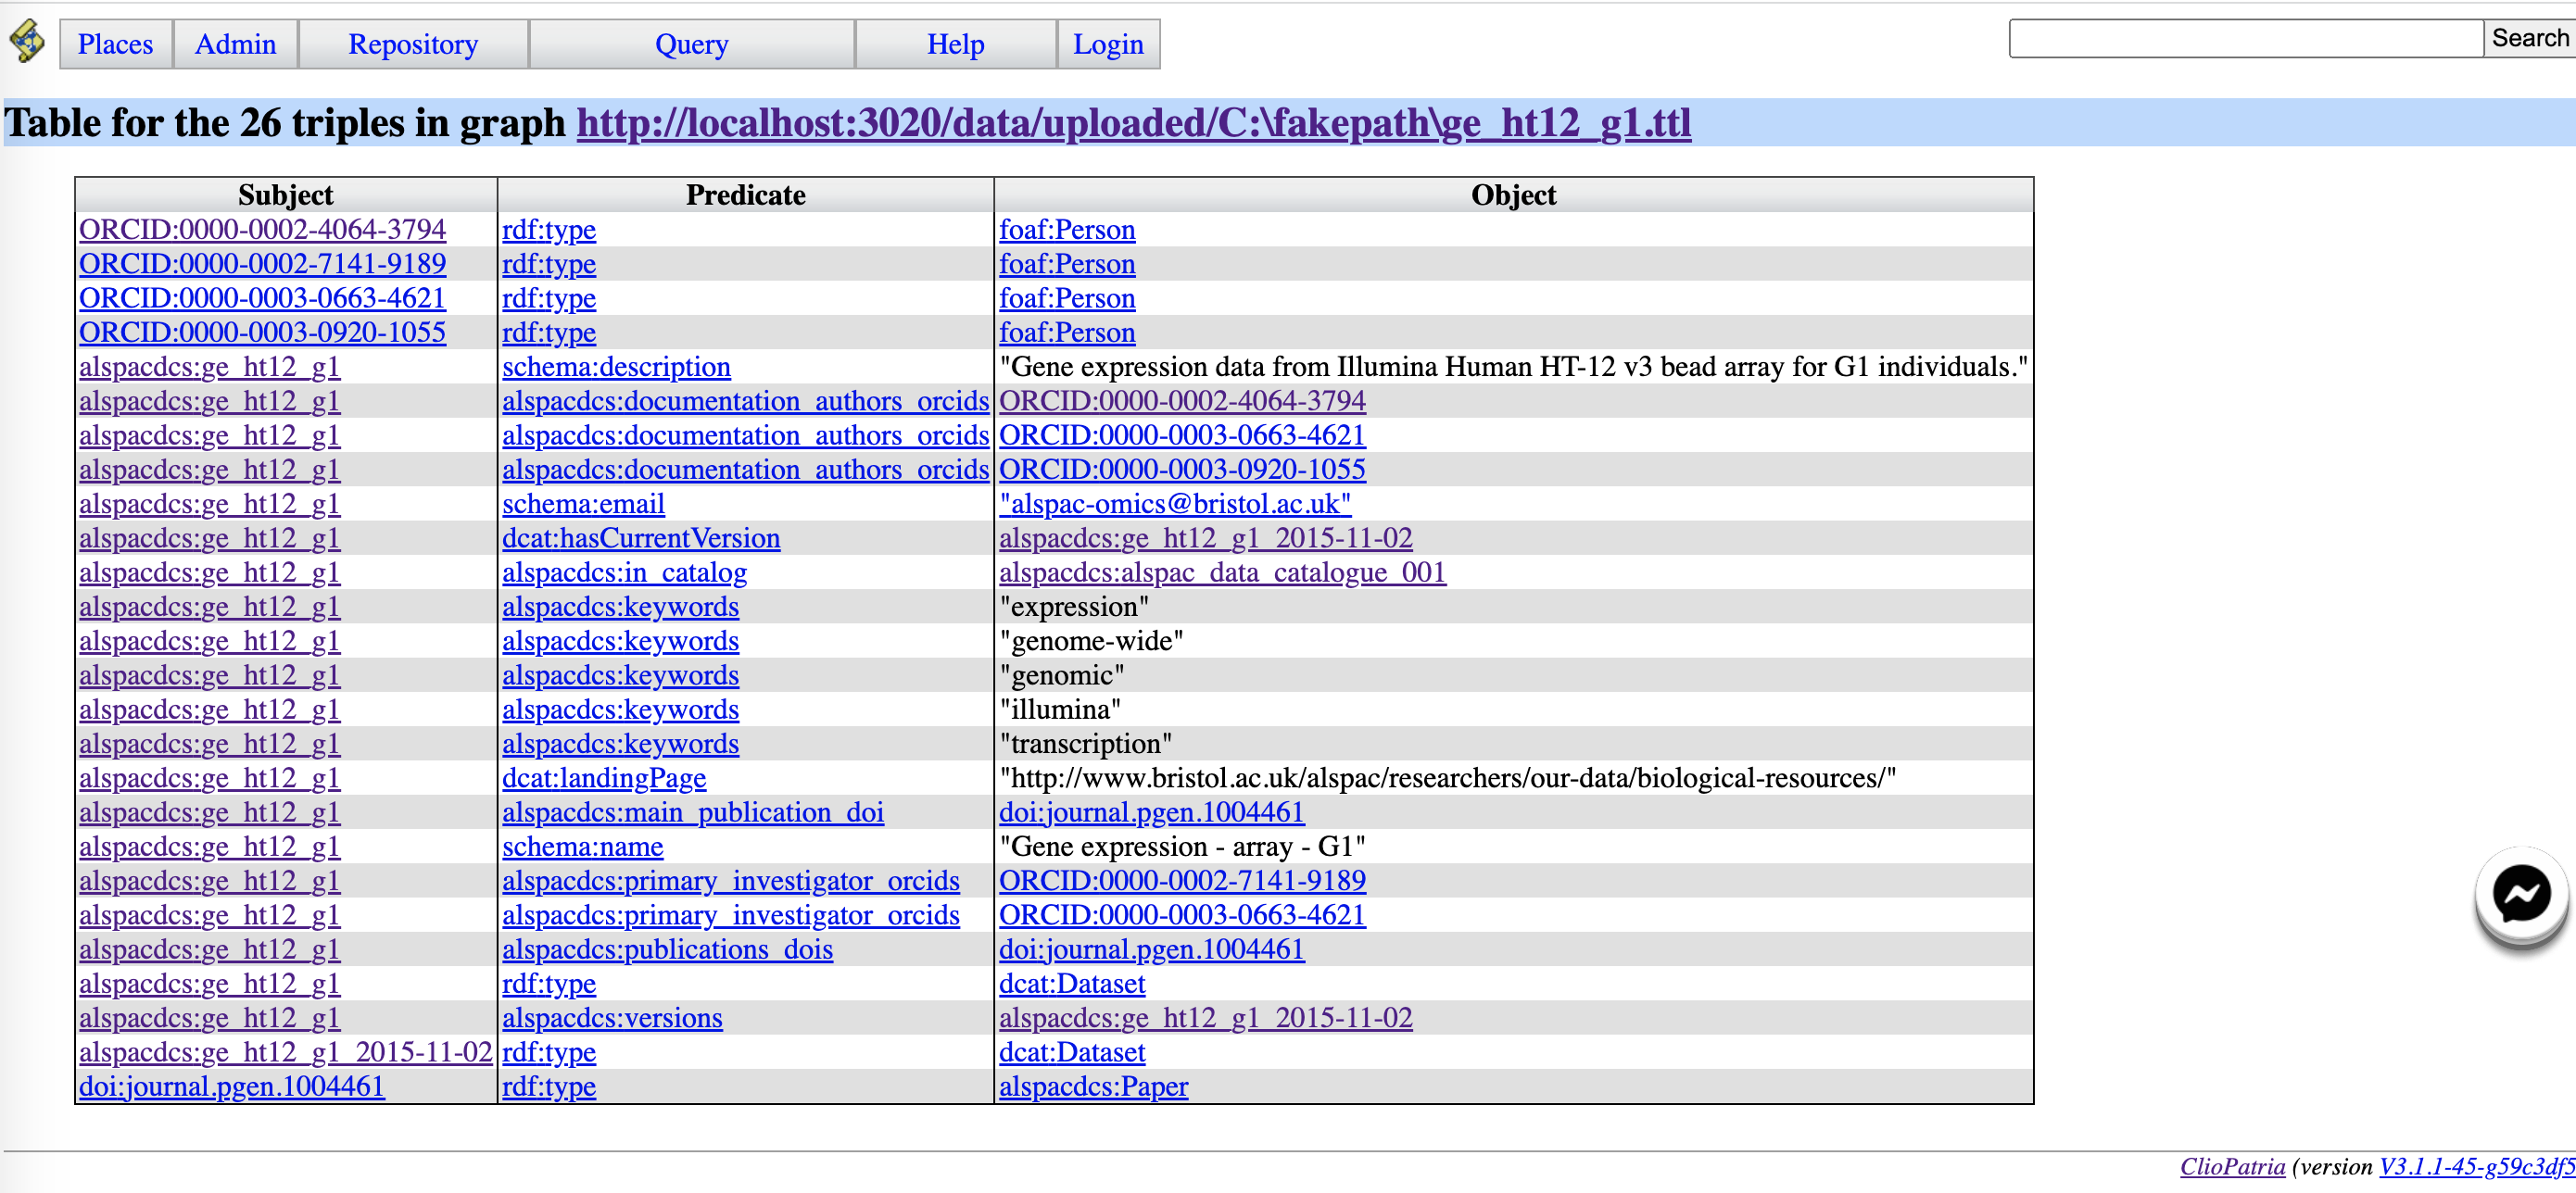 Places Admin Repository Query Help Login Search
Table for the 26 triples in graph http://localhost:3020/data/uploaded/C:\fakepath\ge_ht12_g1.ttl
Subject Predicate Object
ORCID:0000-0002-4064-3794 rdf:type foaf:Person
ORCID:0000-0002-7141-9189 rdf:type foaf:Person
ORCID:0000-0003-0663-4621 rdf:type foaf:Person
ORCID:0000-0003-0920-1055 rdf:type foaf:Person
alspacdcs:ge_ht12_g1 schema:description "Gene expression data from Illumina Human HT-12 v3 bead array for G1 individuals."
alspacdcs:ge_ht12_g1 alspacdcs:documentation_authors_orcids ORCID:0000-0002-4064-3794
alspacdcs:ge_ht12_g1 alspacdcs:documentation_authors_orcids ORCID:0000-0003-0663-4621
alspacdcs:ge_ht12_g1 alspacdcs:documentation_authors_orcids ORCID:0000-0003-0920-1055
alspacdcs:ge_ht12_g1 schema:email "alspac-omics@bristol.ac.uk"
alspacdcs:ge_ht12_g1 dcat:hasCurrentVersion alspacdcs:ge_ht12_g1_2015-11-02
alspacdcs:ge_ht12_g1 alspacdcs:in_catalog alspacdcs:alspac_data_catalogue_001
alspacdcs:ge_ht12_g1 alspacdcs:keywords "expression"
alspacdcs:ge_ht12_g1 alspacdcs:keywords "genome-wide"
alspacdcs:ge_ht12_g1 alspacdcs:keywords "genomic"
alspacdcs:ge_ht12_g1 alspacdcs:keywords "illumina"
alspacdcs:ge_ht12_g1 alspacdcs:keywords "transcription"
alspacdcs:ge_ht12_g1 dcat:landingPage "http://www.bristol.ac.uk/alspac/researchers/our-data/biological-resources/"
alspacdcs:ge_ht12_g1 alspacdcs:main_publication_doi doi:journal.pgen.1004461
alspacdcs:ge_ht12_g1 schema:name "Gene expression - array - G1"
alspacdcs:ge_ht12_g1 alspacdcs:primary_investigator_orcids ORCID:0000-0002-7141-9189
alspacdcs:ge_ht12_g1 alspacdcs:primary_investigator_orcids ORCID:0000-0003-0663-4621
alspacdcs:ge_ht12_g1 alspacdcs:publications_dois doi:journal.pgen.1004461
alspacdcs:ge_ht12_g1 rdf:type dcat:Dataset
alspacdcs:ge_ht12_g1 alspacdcs:versions alspacdcs:ge_ht12_g1_2015-11-02
alspacdcs:ge_ht12_g1_2015-11-02 rdf:type dcat:Dataset
doi:journal.pgen.1004461 rdf:type alspacdcs:Paper
ClioPatria (version V3.1.1-45-g59c3df5